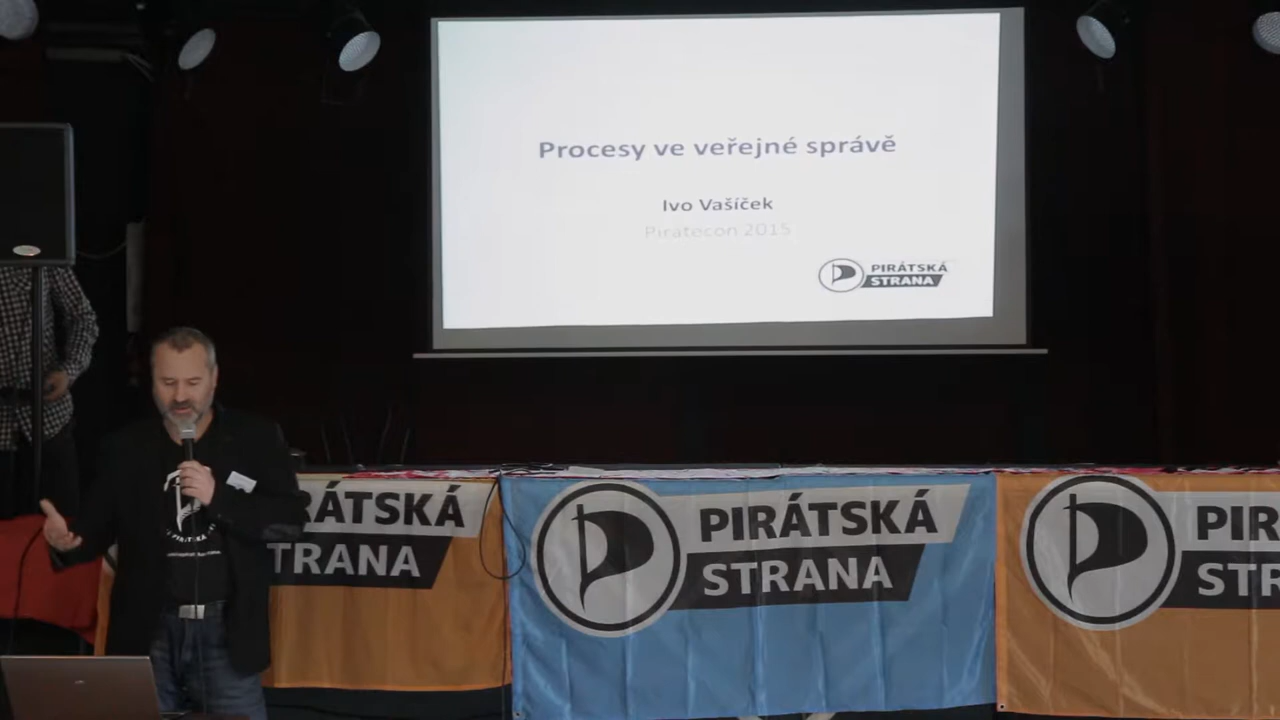 Procesy ve veřejné správě
Ivo Vašíček
Piratecon 2015
PIRÁTSKÁ
STRANA
RÁTSKÁ
TRANA
PIRÁTSKÁ
STRANA
PIR
STR